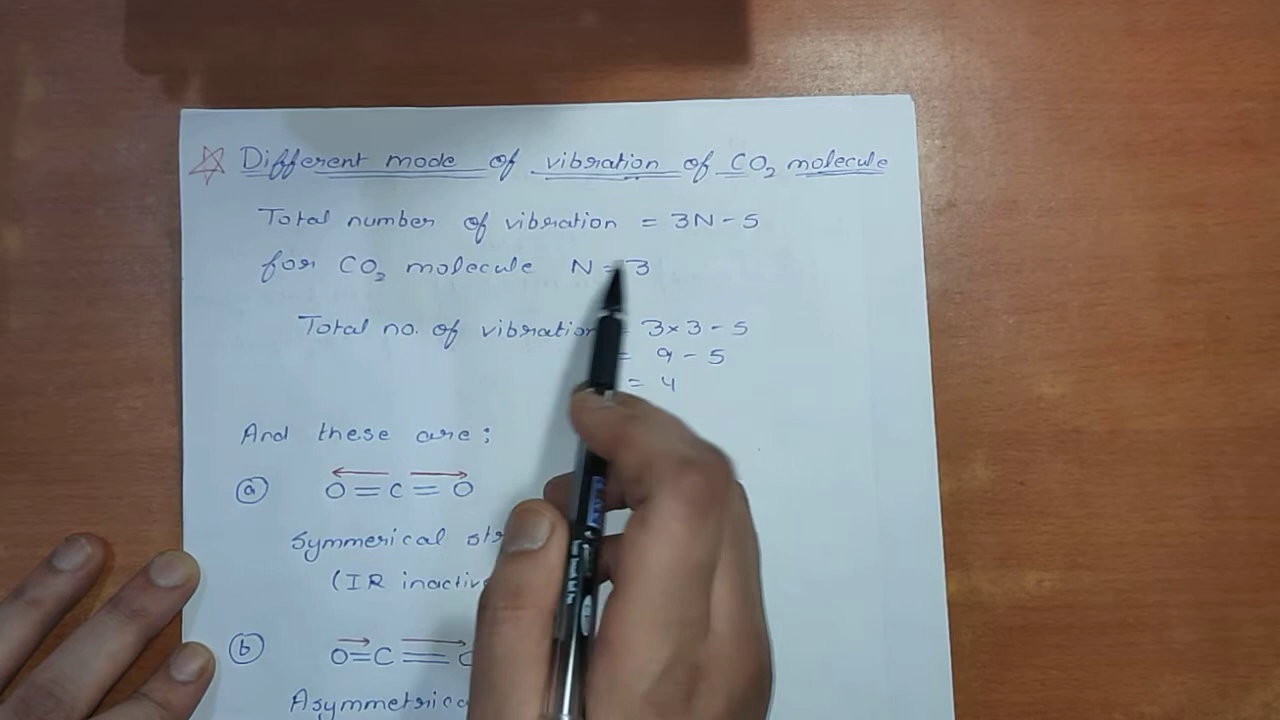 Different mode of vibration of CO₂ molecule
Total number of vibration = 3N - 5
for CO₂ molecule N = 3
Total no. of vibration = 3×3 - 5
= 9 - 5
= 4
And these are :
(a) O = C = O
Symmerical
(IR
(b) O=C